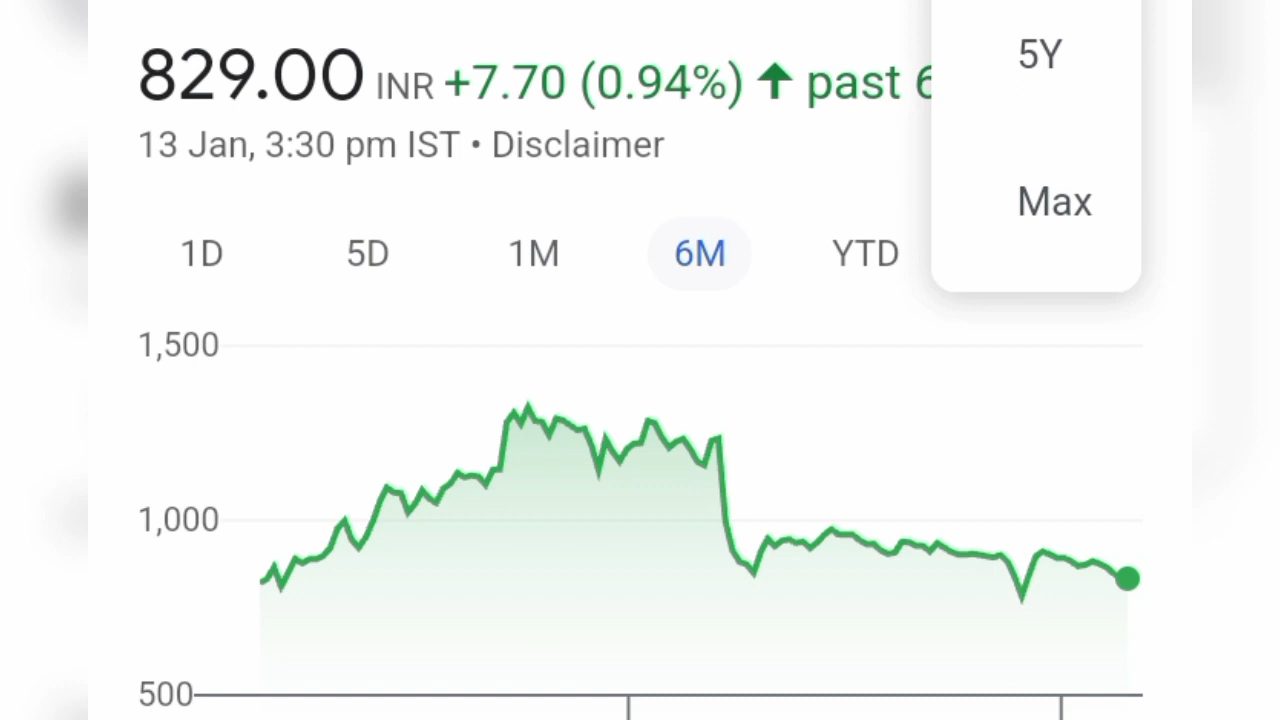 5Y
829.00 INR +7.70 (0.94%) ↑ past
13 Jan, 3:30 pm IST • Disclaimer
Max
1D 5D 1M 6M YTD
1,500
1,000
500